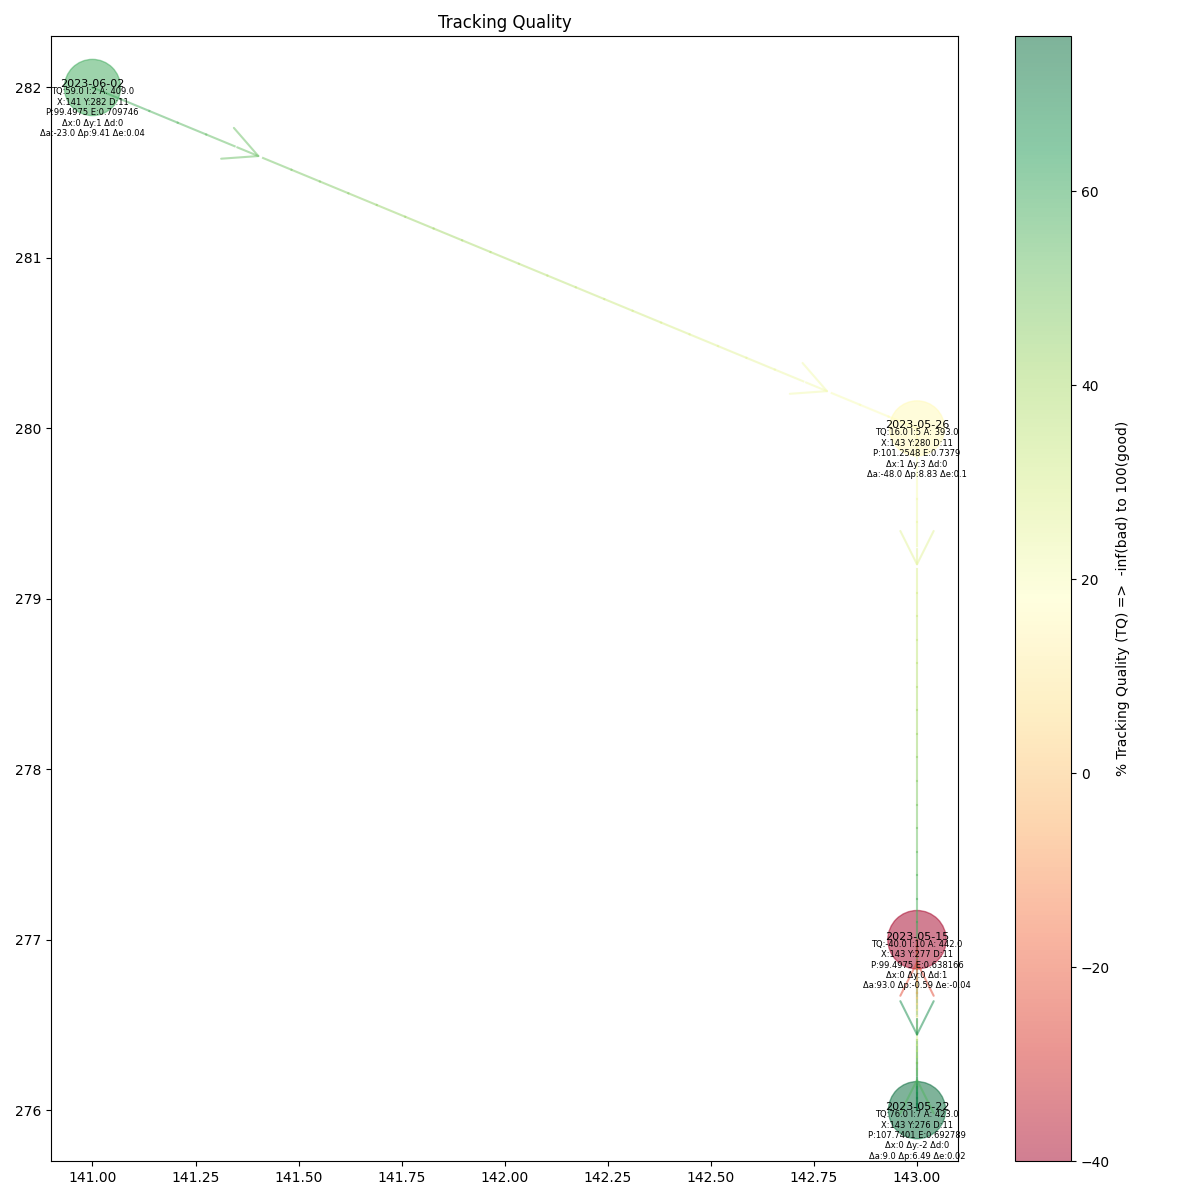 Tracking Quality
282
281
280
279
278
277
276
2023-06-02
TQ:59.0 I:2 A: 409.0
X:141 Y:282 D:11
P:99.4975 E:0.709746
Δx:0 Δy:1 Δd:0
Δa:-23.0 Δp:9.41 Δe:0.04
2023-05-26
TQ:16.0 I:5 A: 393.0
X:143 Y:280 D:11
P:101.2548 E:0.7379
Δx:1 Δy:3 Δd:0
Δa:-48.0 Δp:8.83 Δe:0.1
2023-05-15
TQ:-40.0 I:10 A: 442.0
X:143 Y:277 D:11
P:99.4975 E:0.638166
Δx:0 Δy:0 Δd:1
Δa:93.0 Δp:-0.59 Δe:-0.04
2023-05-22
TQ:76.0 I:7 A: 423.0
X:143 Y:276 D:11
P:107.7401 E:0.692789
Δx:0 Δy:-2 Δd:0
Δa:9.0 Δp:6.49 Δe:0.02
141.00 141.25 141.50 141.75 142.00 142.25 142.50 142.75 143.00
60
40
20
0
−20
−40
% Tracking Quality (TQ) => -inf(bad) to 100(good)